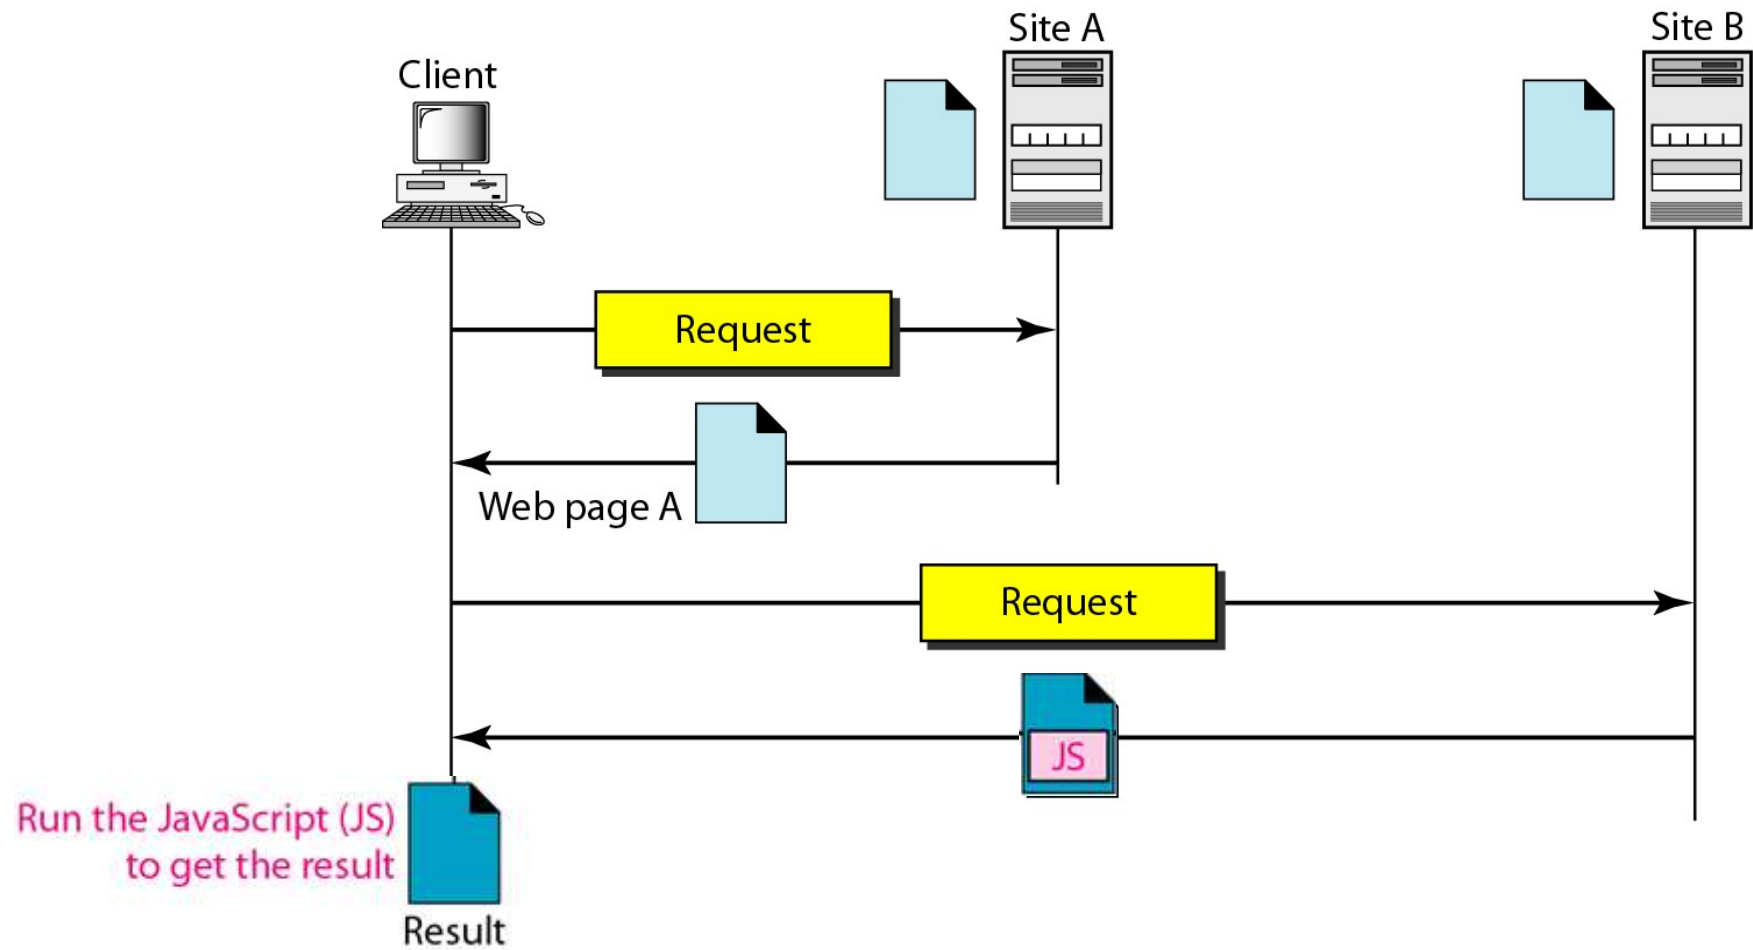 Site A
Site B
Client
Request
Web page A
Request
JS
Run the JavaScript (JS)
to get the result
Result